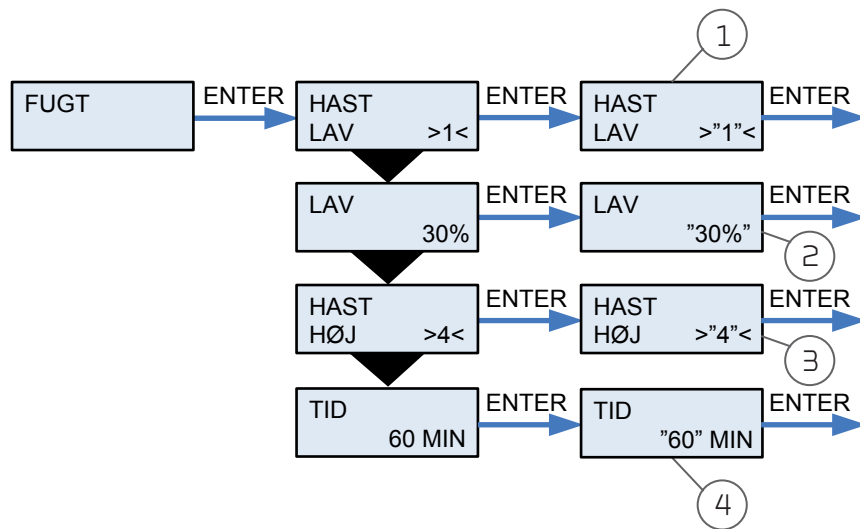 1
FUGT
ENTER
HAST
LAV >1<
ENTER
HAST
LAV >”1”<
ENTER
LAV
30%
ENTER
LAV
”30%”
ENTER
2
HAST
HØJ >4<
ENTER
HAST
HØJ >”4”<
ENTER
3
TID
60 MIN
ENTER
TID
”60” MIN
ENTER
4